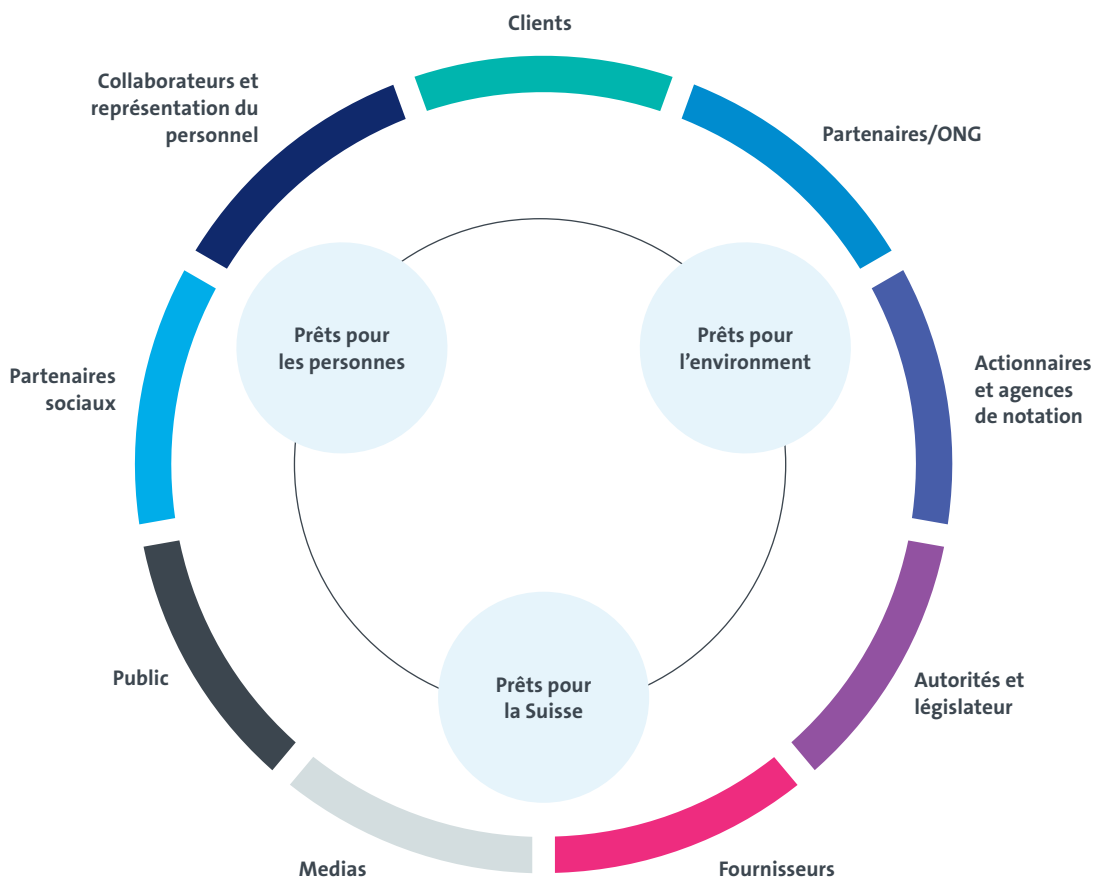 Clients
Collaborateurs et
représentation du
personnel
Partenaires/ONG
Prêts pour
les personnes
Prêts pour
l'environment
Partenaires
sociaux
Actionnaires
et agences
de notation
Public
Prêts pour
la Suisse
Autorités et
législateur
Medias
Fournisseurs